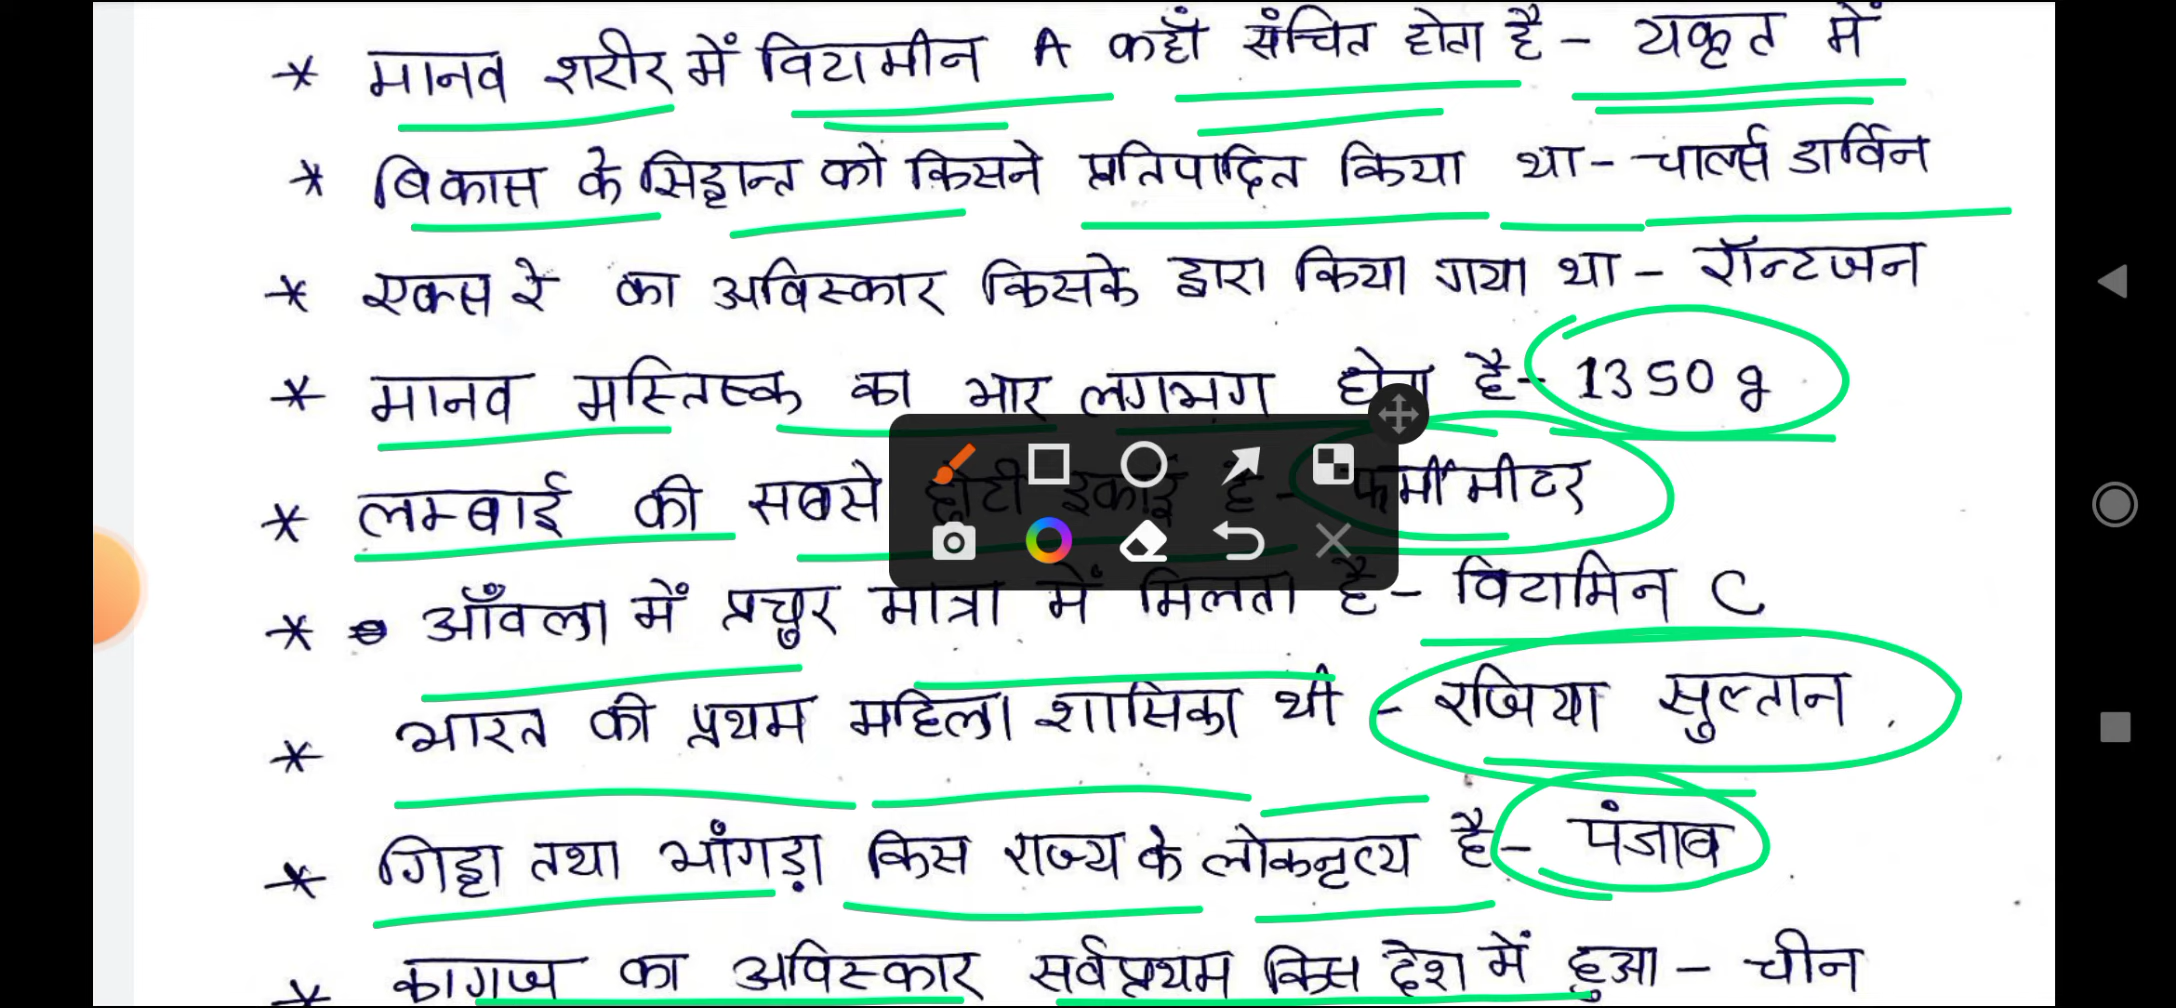 * मानव शरीर में विटामीन A कहाँ संचित होता है - यकृत में
* बिकास के सिद्दान्त को किसने प्रतिपादित किया था - चार्ल्स डार्विन
* एक्स रे का अविस्कार किसके द्वारा किया गया था - रॉन्टजन
* मानव मस्तिष्क का भार लगभग होता है - 1350 g
* लम्बाई की सबसे छोटी इकाई है - फर्मीमीटर
* आँवला में प्रचुर मात्रा में मिलता है - विटामिन C
* भारत की प्रथम महिला शासिका थी - रजिया सुल्तान .
* गिद्दा तथा भाँगड़ा किस राज्य के लोकनृत्य है - पंजाब
* कागज का अविस्कार सर्वप्रथम किस देश में हुआ - चीन